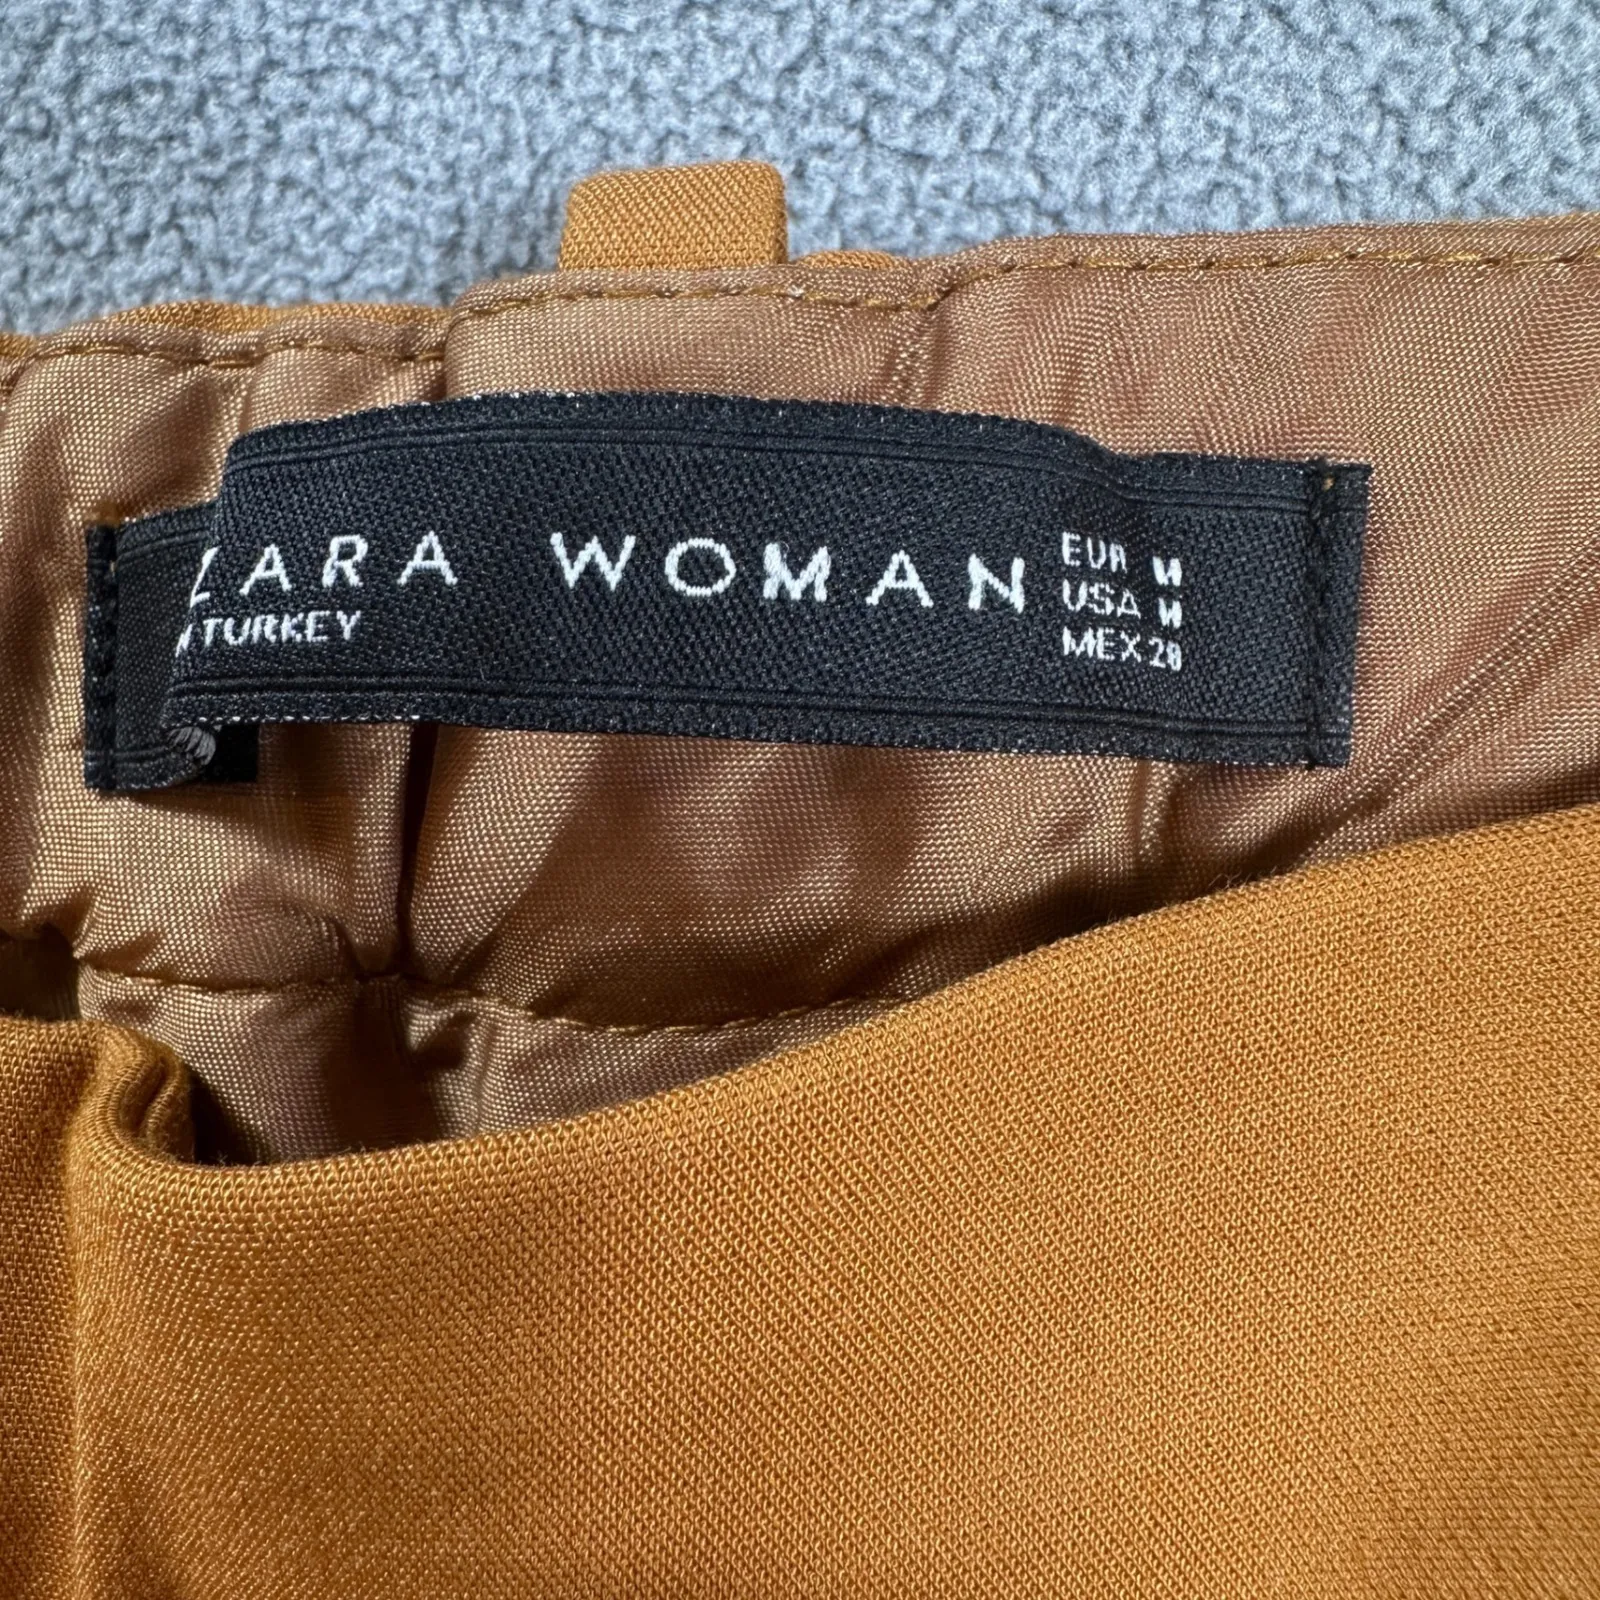 ZARA WOMAN
TURKEY
EUR M
USA M
MEX 28